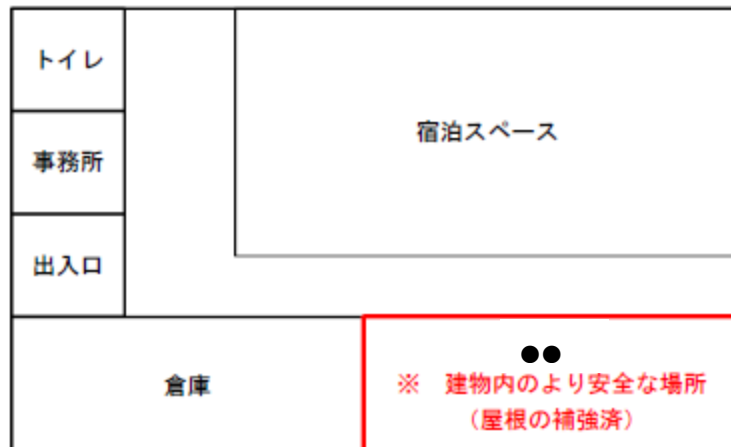 トイレ
宿泊スペース
事務所
出入口
倉庫
●●
※　建物内のより安全な場所
（屋根の補強済）